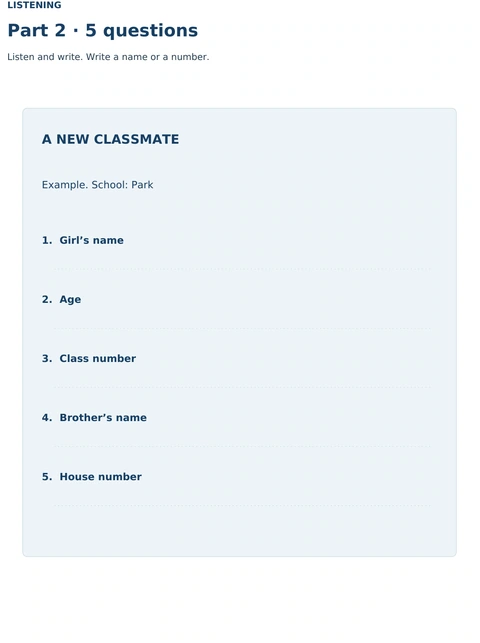 LISTENING
Part 2 · 5 questions
Listen and write. Write a name or a number.
A NEW CLASSMATE
Example. School: Park
1. Girl’s name
2. Age
3. Class number
4. Brother’s name
5. House number